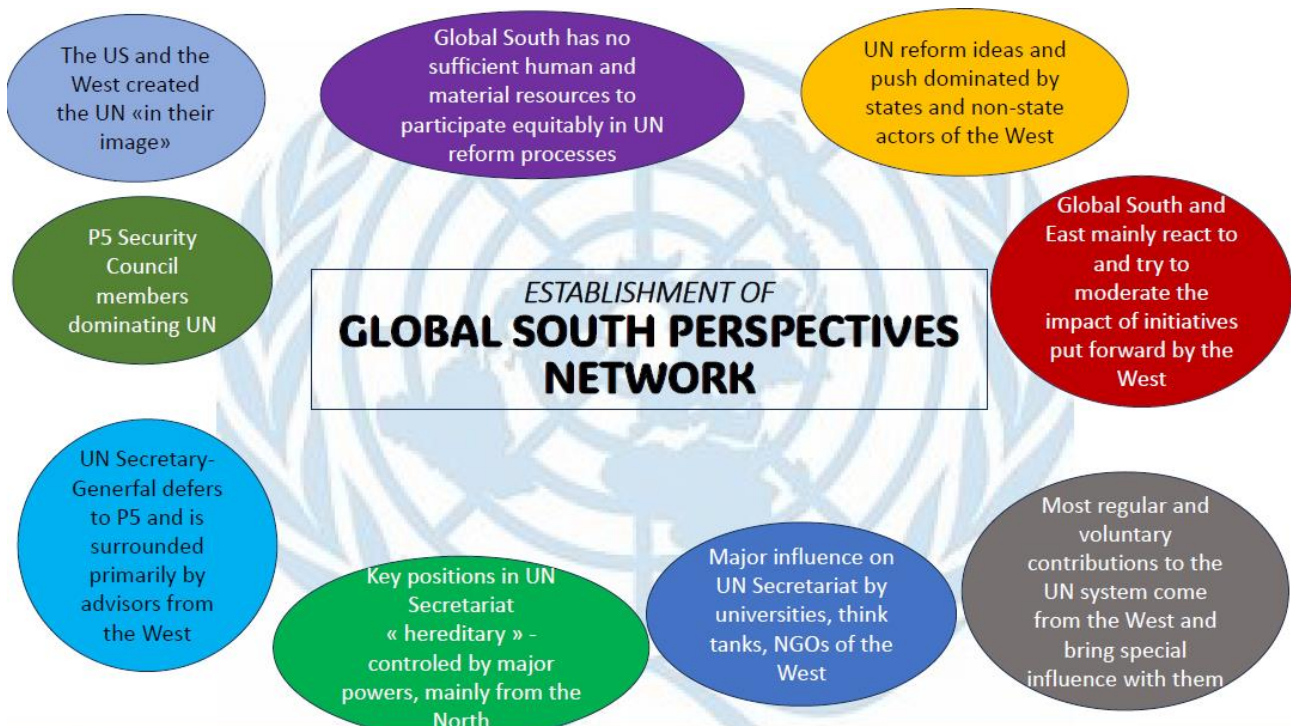 The US and the
West created
the UN «in their
image»
Global South has no
sufficient human and
material resources to
participate equitably in UN
reform processes
UN reform ideas and
push dominated by
states and non-state
actors of the West
P5 Security
Council
members
dominating UN
ESTABLISHMENT OF
GLOBAL SOUTH PERSPECTIVES
NETWORK
Global South and
East mainly react to
and try to
moderate the
impact of initiatives
put forward by the
West
UN Secretary-
Generfal defers
to P5 and is
surrounded
primarily by
advisors from
the West
Key positions in UN
Secretariat
« hereditary » -
controled by major
powers, mainly from the
North
Major influence on
UN Secretariat by
universities, think
tanks, NGOs of the
West
Most regular and
voluntary
contributions to the
UN system come
from the West and
bring special
influence with them